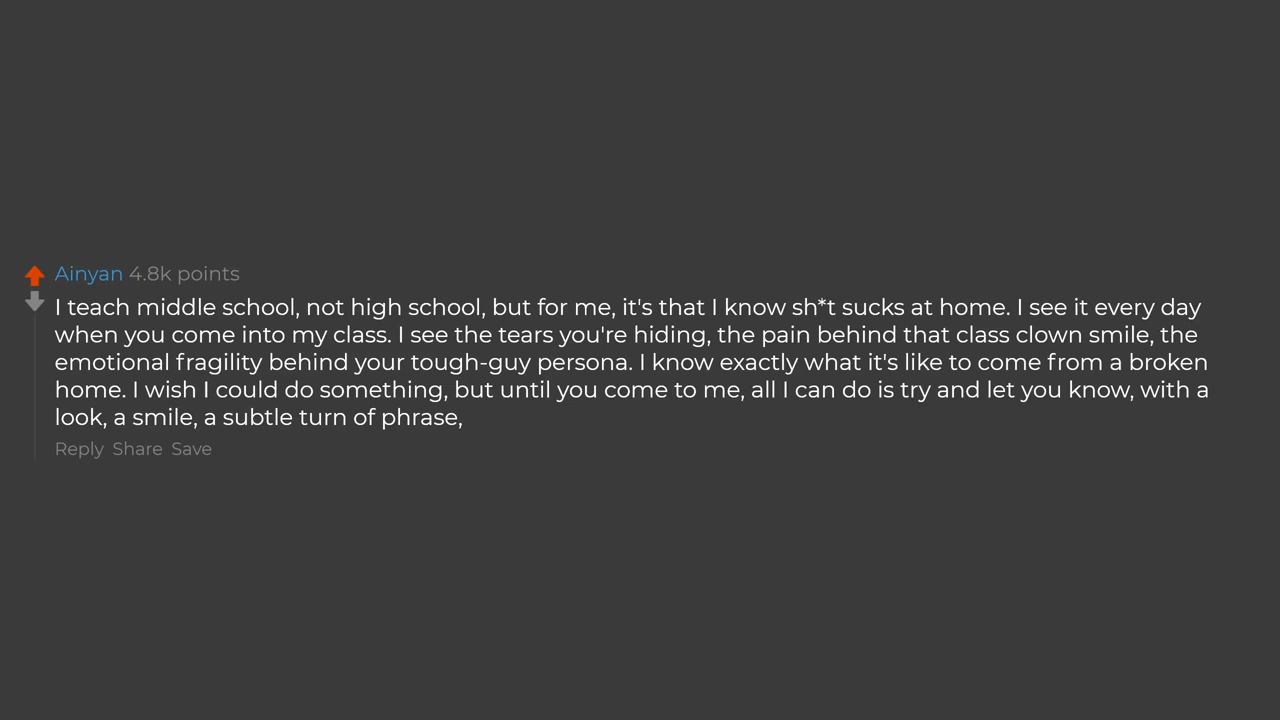 Ainyan 4.8k points
I teach middle school, not high school, but for me, it's that I know sh*t sucks at home. I see it every day
when you come into my class. I see the tears you're hiding, the pain behind that class clown smile, the
emotional fragility behind your tough-guy persona. I know exactly what it's like to come from a broken
home. I wish I could do something, but until you come to me, all I can do is try and let you know, with a
look, a smile, a subtle turn of phrase,
Reply Share Save